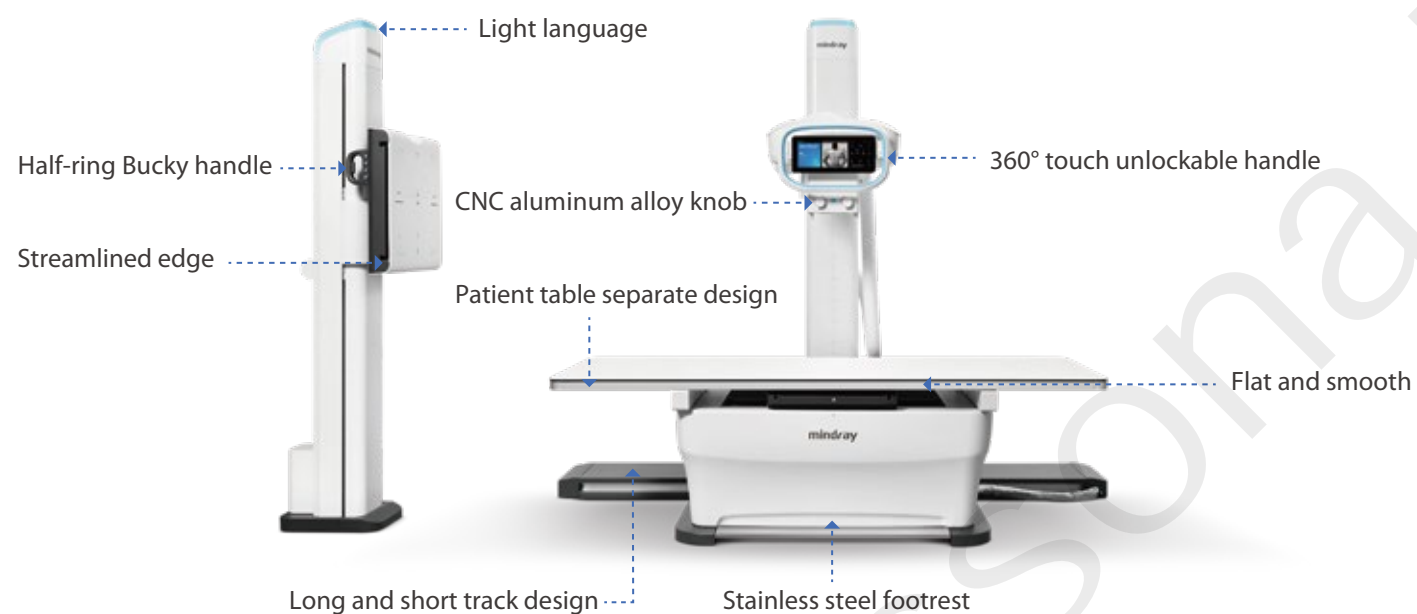 Light language
mindray
Half-ring Bucky handle
360° touch unlockable handle
CNC aluminum alloy knob
Streamlined edge
Patient table separate design
Flat and smooth
mindray
Long and short track design
Stainless steel footrest
sona